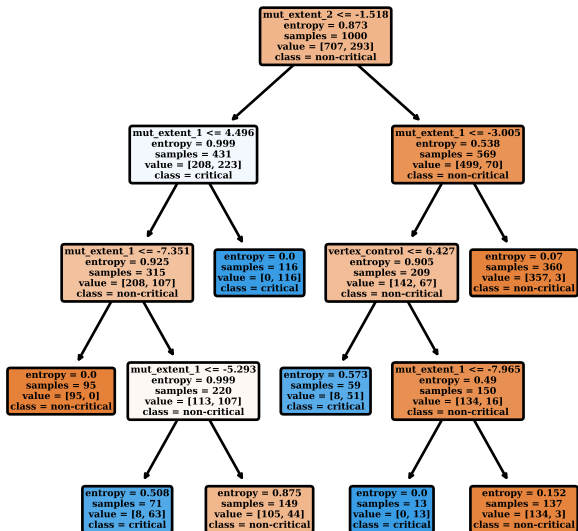 mut_extent_2 <= -1.518
entropy = 0.873
samples = 1000
value = [707, 293]
class = non-critical
mut_extent_1 <= 4.496
entropy = 0.999
samples = 431
value = [208, 223]
class = critical
mut_extent_1 <= -3.005
entropy = 0.538
samples = 569
value = [499, 70]
class = non-critical
mut_extent_1 <= -7.351
entropy = 0.925
samples = 315
value = [208, 107]
class = non-critical
entropy = 0.0
samples = 116
value = [0, 116]
class = critical
vertex_control <= 6.427
entropy = 0.905
samples = 209
value = [142, 67]
class = non-critical
entropy = 0.07
samples = 360
value = [357, 3]
class = non-critical
entropy = 0.0
samples = 95
value = [95, 0]
class = non-critical
mut_extent_1 <= -5.293
entropy = 0.999
samples = 220
value = [113, 107]
class = non-critical
entropy = 0.573
samples = 59
value = [8, 51]
class = critical
mut_extent_1 <= -7.965
entropy = 0.49
samples = 150
value = [134, 16]
class = non-critical
entropy = 0.508
samples = 71
value = [8, 63]
class = critical
entropy = 0.875
samples = 149
value = [105, 44]
class = non-critical
entropy = 0.0
samples = 13
value = [0, 13]
class = critical
entropy = 0.152
samples = 137
value = [134, 3]
class = non-critical